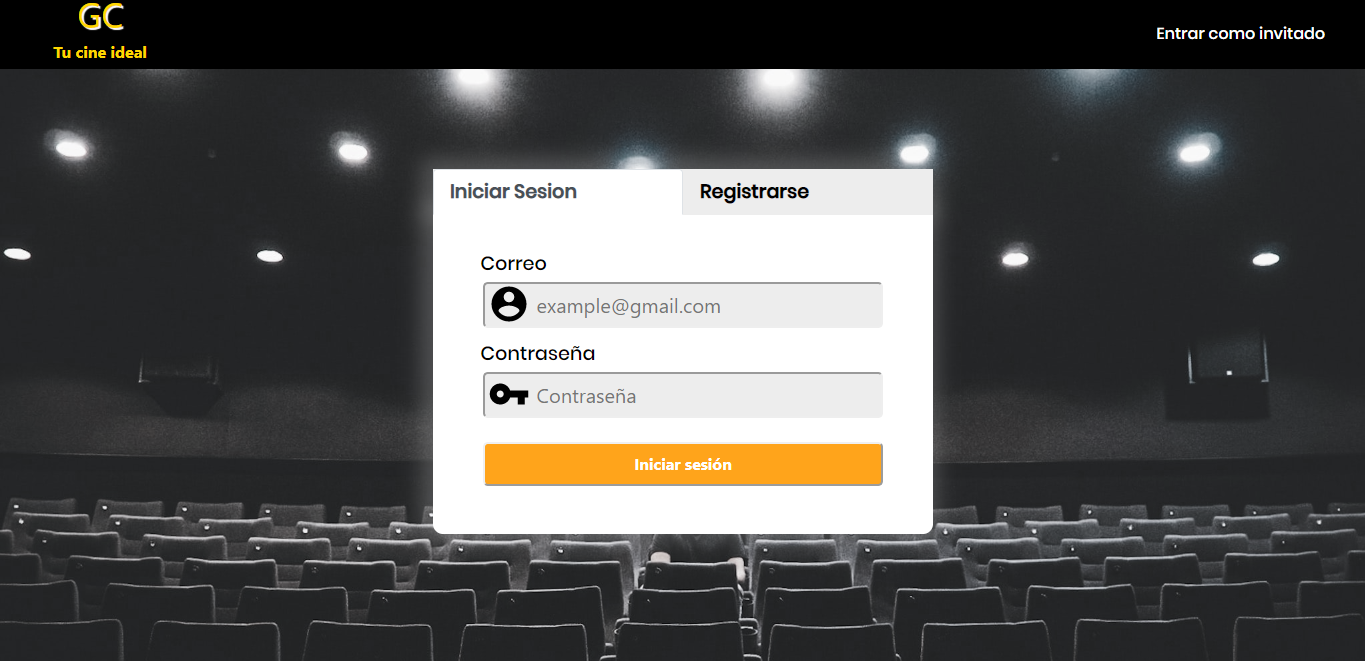 GC
Tu cine ideal
Entrar como invitado
Iniciar Sesion
Registrarse
Correo
example@gmail.com
Contraseña
Contraseña
Iniciar sesión